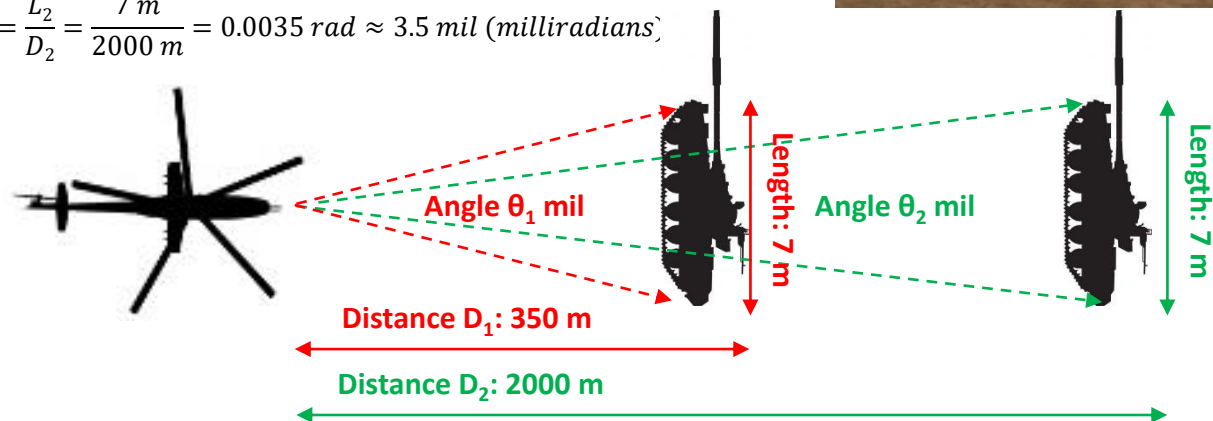 = L₂/D₂ = 7 m/2000 m = 0.0035 rad ≈ 3.5 mil (milliradians)
Angle θ₁ mil
Length: 7 m
Angle θ₂ mil
Length: 7 m
Distance D₁: 350 m
Distance D₂: 2000 m